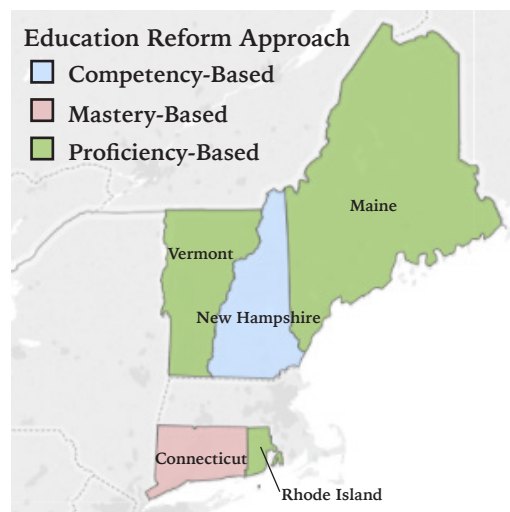 Education Reform Approach
Competency-Based
Mastery-Based
Proficiency-Based
Maine
Vermont
New Hampshire
Connecticut
Rhode Island